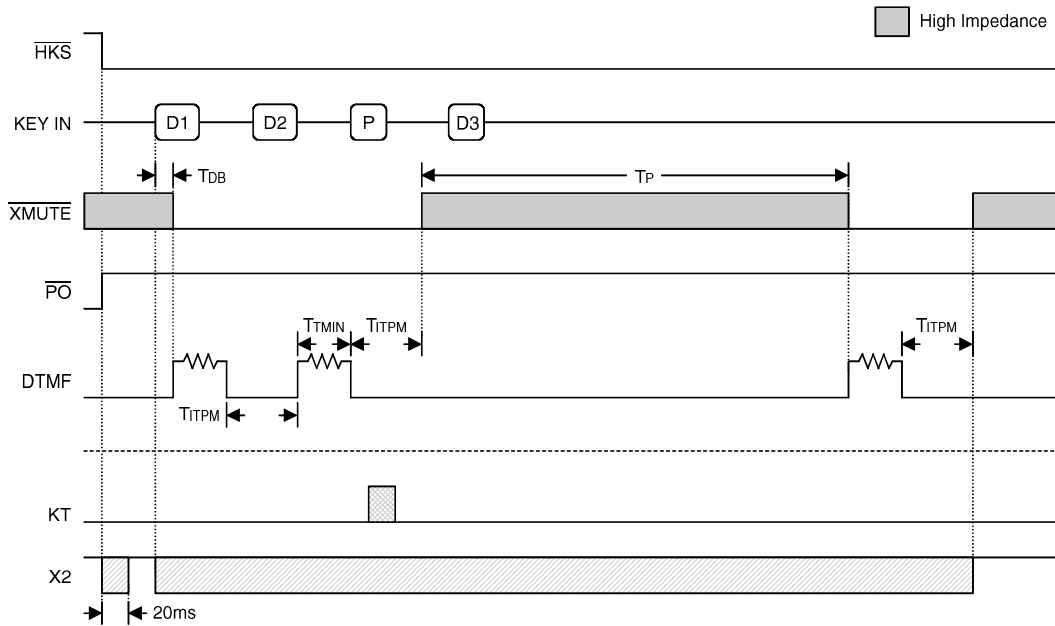 High Impedance
HKS
KEY IN
D1
D2
P
D3
TDB
TP
XMUTE
PO
TTMIN
TITPM
TITPM
DTMF
TITPM
KT
X2
20ms